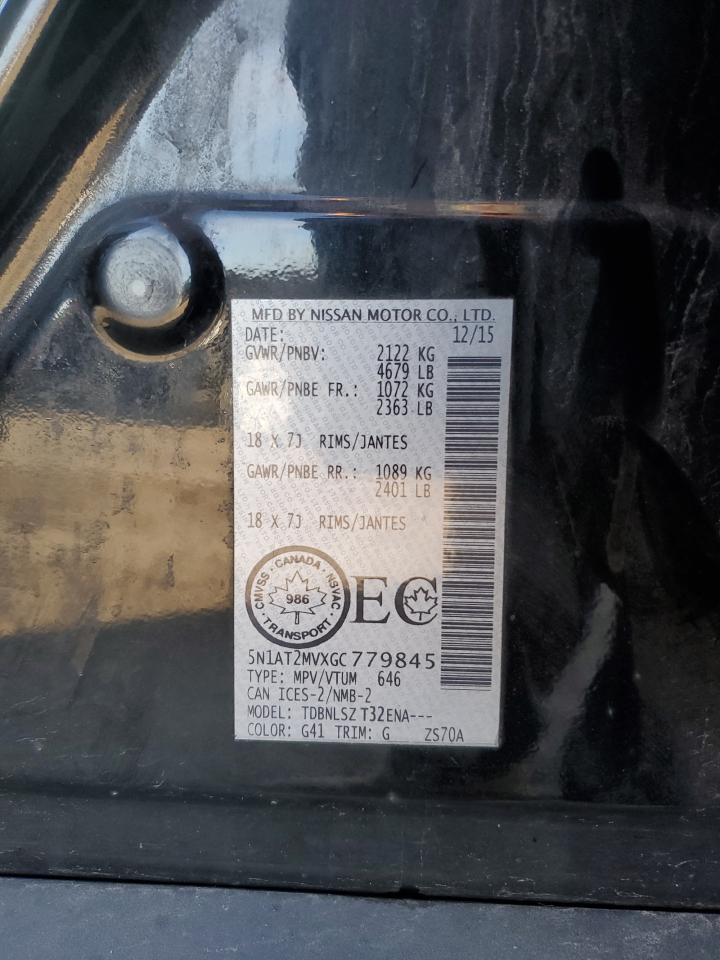 MFD BY NISSAN MOTOR CO., LTD.
DATE: 12/15
GVWR/PNBV: 2122 KG
4679 LB
GAWR/PNBE FR.: 1072 KG
2363 LB
18 X 7J RIMS/JANTES
GAWR/PNBE RR.: 1089 KG
2401 LB
18 X 7J RIMS/JANTES
CMVSS · CANADA · NSVAC
986
TRANSPORT
EC
5N1AT2MVXGC779845
TYPE: MPV/VTUM 646
CAN ICES-2/NMB-2
MODEL: TDBNLSZ T32ENA---
COLOR: G41 TRIM: G ZS70A